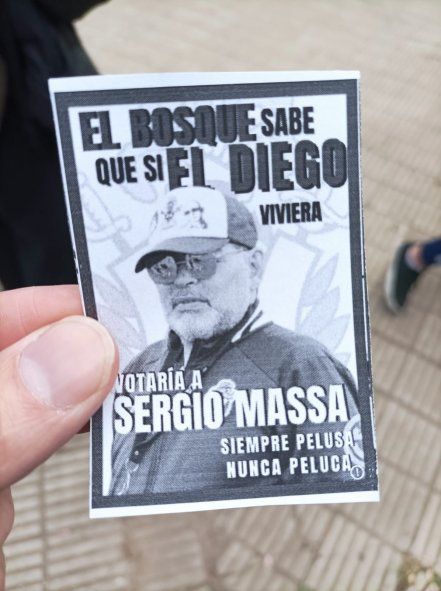 EL BOSQUE SABE
QUE SI EL DIEGO
VIVIERA
VOTARÍA A
SERGIO MASSA
SIEMPRE PELUSA
NUNCA PELUCA